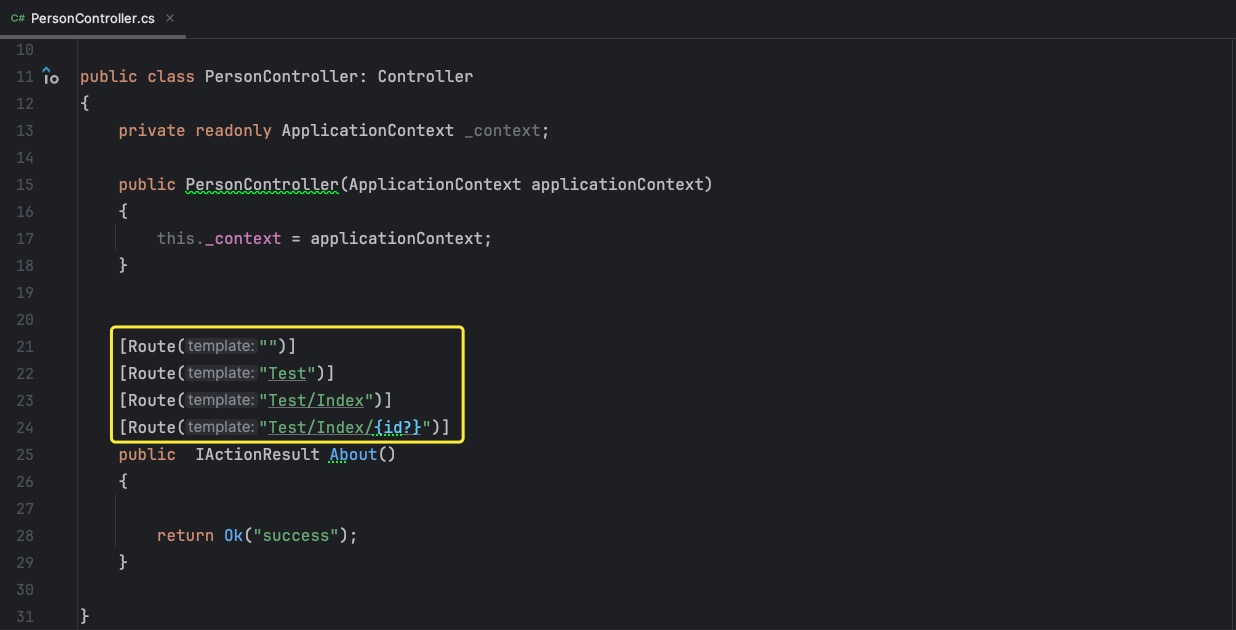 C# PersonController.cs ×
10
11 public class PersonController: Controller
12 {
13 private readonly ApplicationContext _context;
14
15 public PersonController(ApplicationContext applicationContext)
16 {
17 this._context = applicationContext;
18 }
19
20
21 [Route(template:"")]
22 [Route(template:"Test")]
23 [Route(template:"Test/Index")]
24 [Route(template:"Test/Index/{id?}")]
25 public  IActionResult About()
26 {
27
28 return Ok("success");
29 }
30
31 }